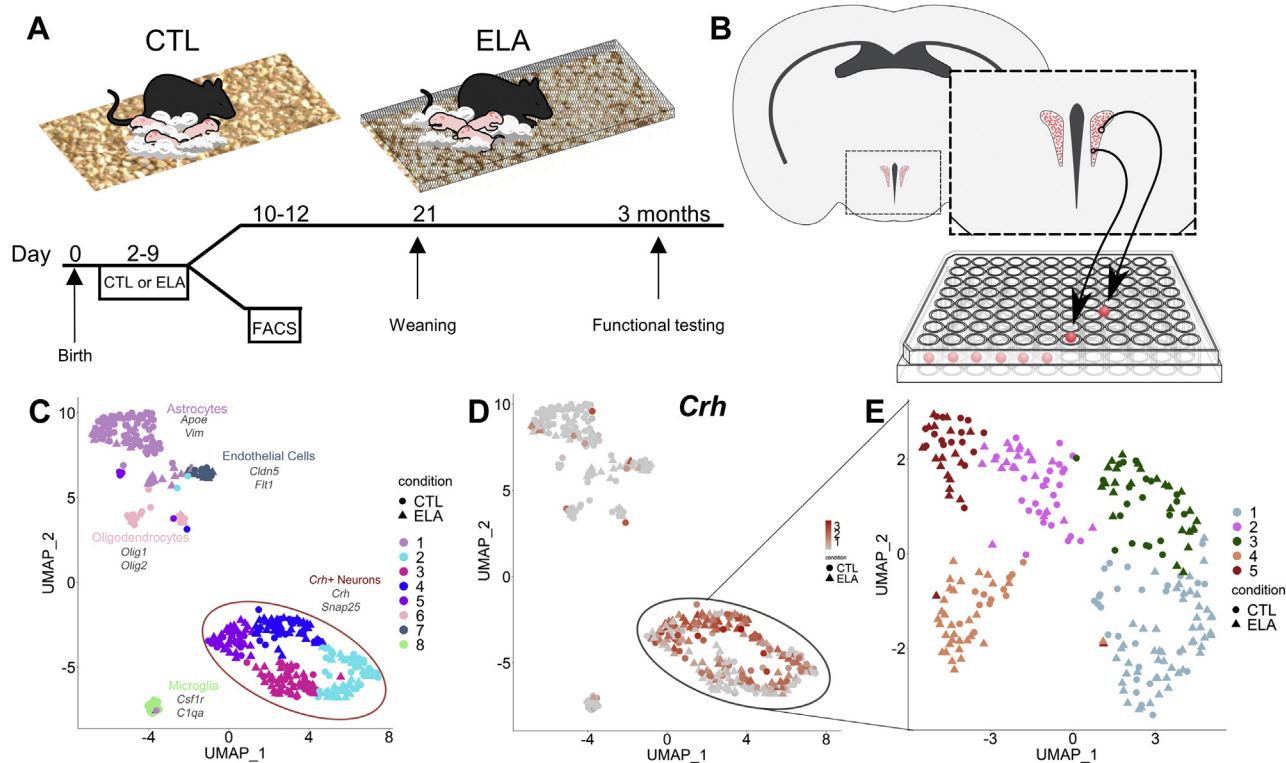 A
CTL
ELA
Day
0
2-9
10-12
21
3 months
CTL or ELA
FACS
Birth
Weaning
Functional testing
B
C
Astrocytes
Apoe
Vim
Endothelial Cells
Cldn5
Flt1
Oligodendrocytes
Olig1
Olig2
Crh+ Neurons
Crh
Snap25
Microglia
Csf1r
C1qa
10
5
0
-5
UMAP_2
-4
0
4
8
UMAP_1
condition
CTL
ELA
1
2
3
4
5
6
7
8
D
Crh
10
5
0
-5
UMAP_2
-4
0
4
8
UMAP_1
3
2
1
condition
CTL
ELA
E
2
0
-2
UMAP_2
-3
0
3
UMAP_1
1
2
3
4
5
condition
CTL
ELA